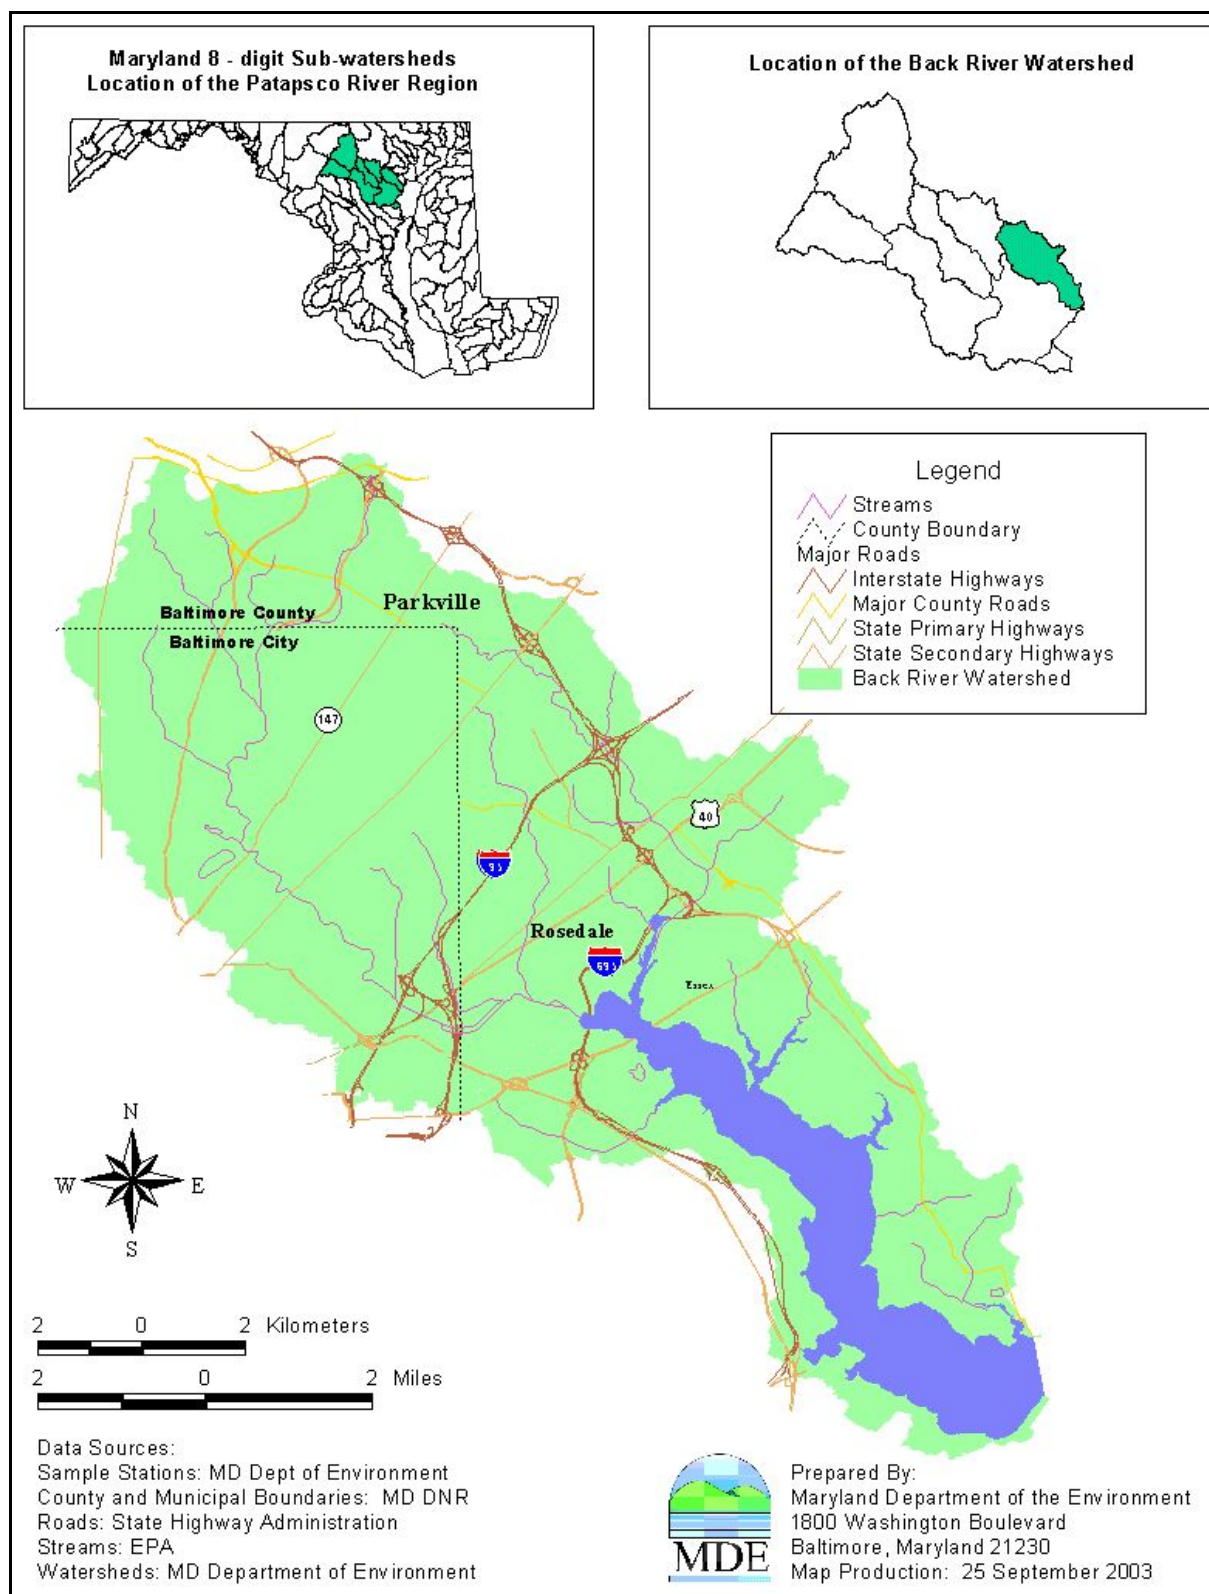 Maryland 8 - digit Sub-watersheds
Location of the Patapsco River Region
Location of the Back River Watershed
Legend
Streams
County Boundary
Major Roads
Interstate Highways
Major County Roads
State Primary Highways
State Secondary Highways
Back River Watershed
Baltimore County
Parkville
Baltimore City
147
40
95
Rosedale
695
Essex
N
W E
S
2 0 2 Kilometers
2 0 2 Miles
Data Sources:
Sample Stations: MD Dept of Environment
County and Municipal Boundaries: MD DNR
Roads: State Highway Administration
Streams: EPA
Watersheds: MD Department of Environment
MDE
Prepared By:
Maryland Department of the Environment
1800 Washington Boulevard
Baltimore, Maryland 21230
Map Production: 25 September 2003